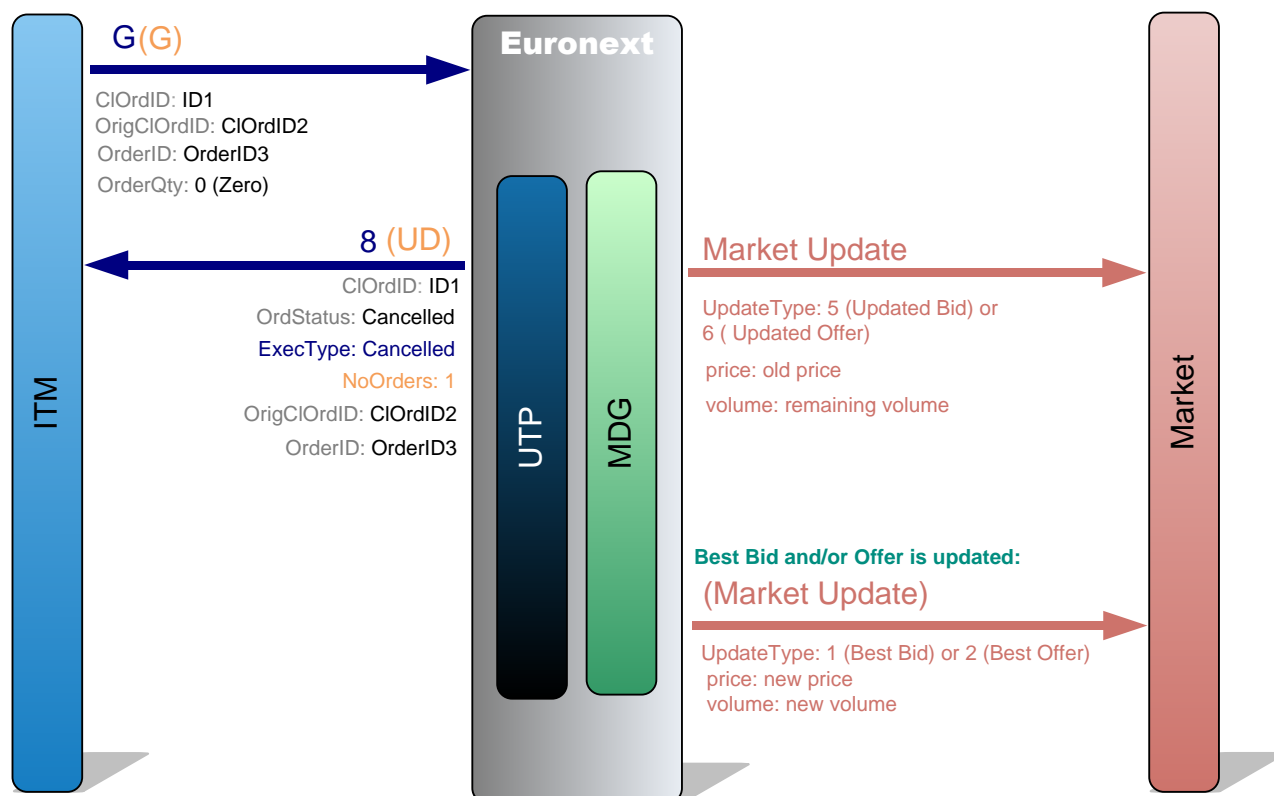 G(G)
Euronext
ClOrdID: ID1
OrigClOrdID: ClOrdID2
OrderID: OrderID3
OrderQty: 0 (Zero)
8 (UD)
ClOrdID: ID1
OrdStatus: Cancelled
ExecType: Cancelled
NoOrders: 1
OrigClOrdID: ClOrdID2
OrderID: OrderID3
ITM
UTP
MDG
Market Update
UpdateType: 5 (Updated Bid) or
6 ( Updated Offer)
price: old price
volume: remaining volume
Best Bid and/or Offer is updated:
(Market Update)
UpdateType: 1 (Best Bid) or 2 (Best Offer)
price: new price
volume: new volume
Market